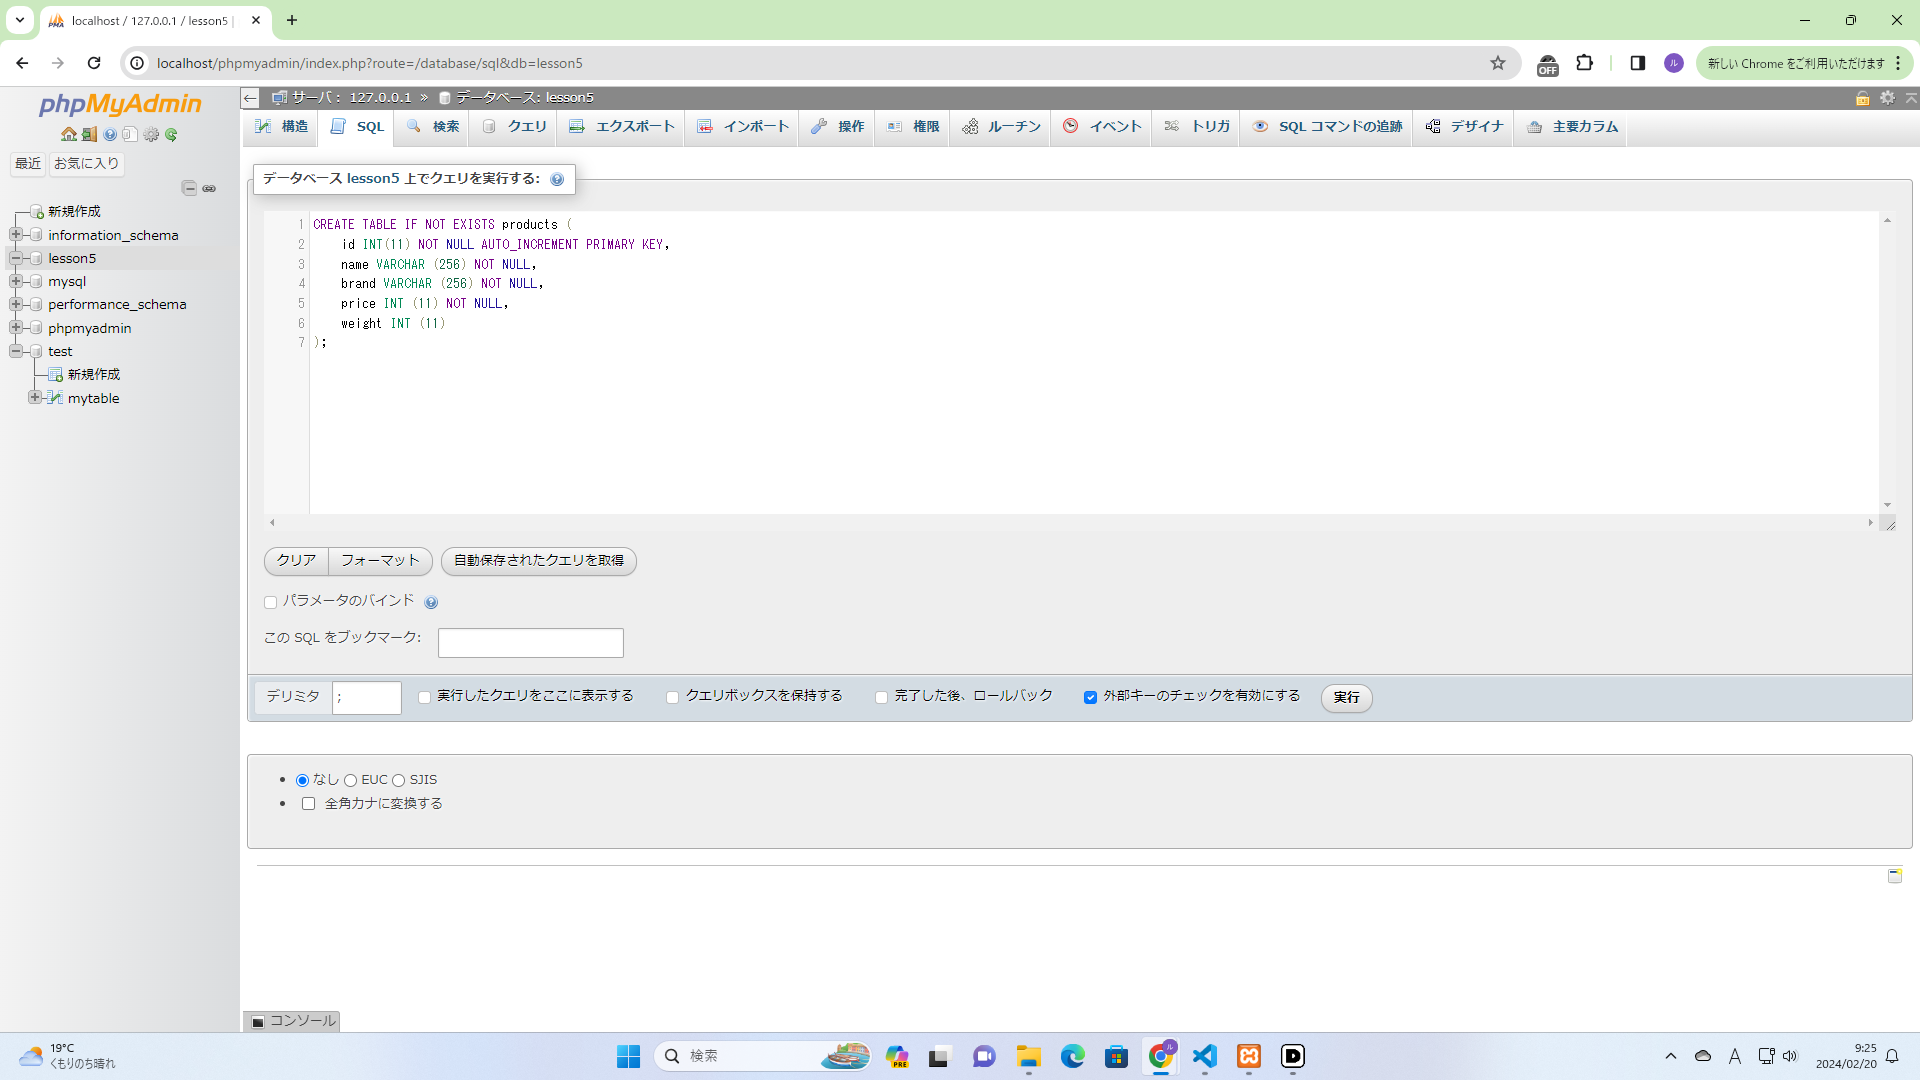 localhost / 127.0.0.1 / lesson5 |
localhost/phpmyadmin/index.php?route=/database/sql&db=lesson5
OFF
ル
新しい Chrome をご利用いただけます
phpMyAdmin
最近
お気に入り
新規作成
information_schema
lesson5
mysql
performance_schema
phpmyadmin
test
新規作成
mytable
サーバ: 127.0.0.1 » データベース: lesson5
構造
SQL
検索
クエリ
エクスポート
インポート
操作
権限
ルーチン
イベント
トリガ
SQL コマンドの追跡
デザイナ
主要カラム
データベース lesson5 上でクエリを実行する:
1 CREATE TABLE IF NOT EXISTS products (
2 id INT(11) NOT NULL AUTO_INCREMENT PRIMARY KEY,
3 name VARCHAR (256) NOT NULL,
4 brand VARCHAR (256) NOT NULL,
5 price INT (11) NOT NULL,
6 weight INT (11)
7 );
クリア
フォーマット
自動保存されたクエリを取得
パラメータのバインド
この SQL をブックマーク:
デリミタ
;
実行したクエリをここに表示する
クエリボックスを保持する
完了した後、ロールバック
外部キーのチェックを有効にする
実行
なし EUC SJIS
全角カナに変換する
コンソール
19°C
くもりのち晴れ
検索
PRE
ル
D
A
9:25
2024/02/20